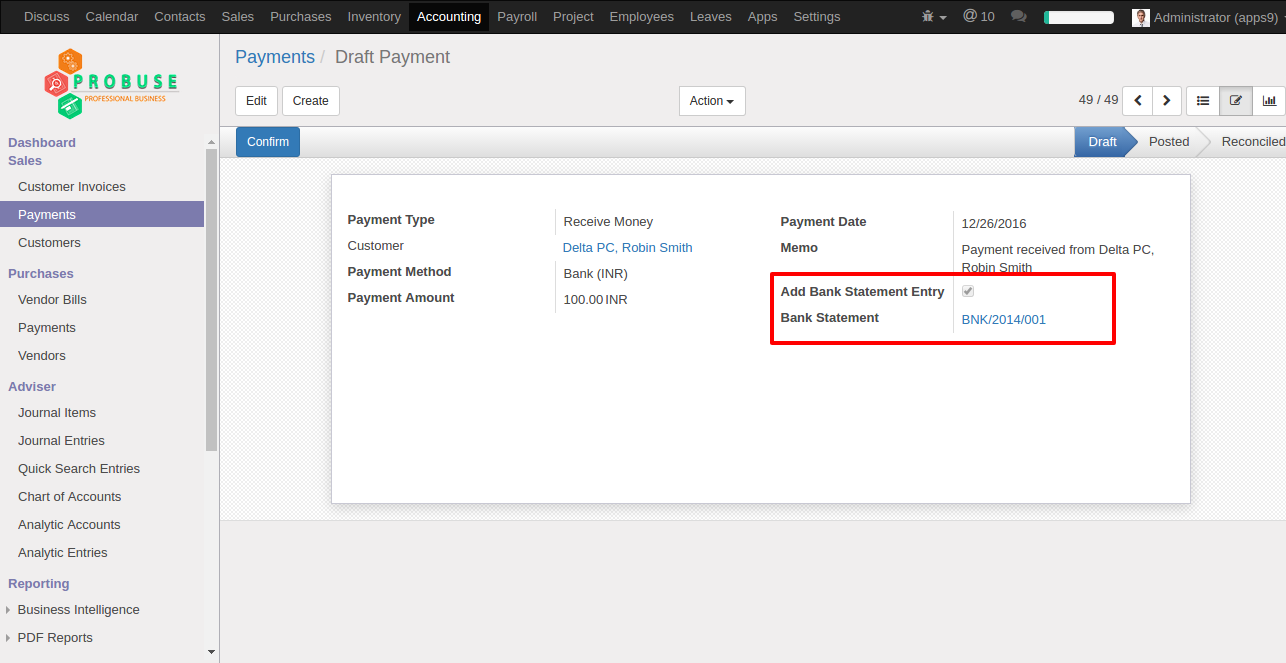 Discuss Calendar Contacts Sales Purchases Inventory Accounting Payroll Project Employees Leaves Apps Settings @ 10 Administrator (apps9)
PROBUSE
PROFESSIONAL BUSINESS
Payments / Draft Payment
Edit Create Action 49 / 49
Confirm Draft Posted Reconciled
Dashboard
Sales
Customer Invoices
Payments
Customers
Purchases
Vendor Bills
Payments
Vendors
Adviser
Journal Items
Journal Entries
Quick Search Entries
Chart of Accounts
Analytic Accounts
Analytic Entries
Reporting
Business Intelligence
PDF Reports
Payment Type Receive Money
Customer Delta PC, Robin Smith
Payment Method Bank (INR)
Payment Amount 100.00 INR
Payment Date 12/26/2016
Memo Payment received from Delta PC,
Robin Smith
Add Bank Statement Entry
Bank Statement BNK/2014/001